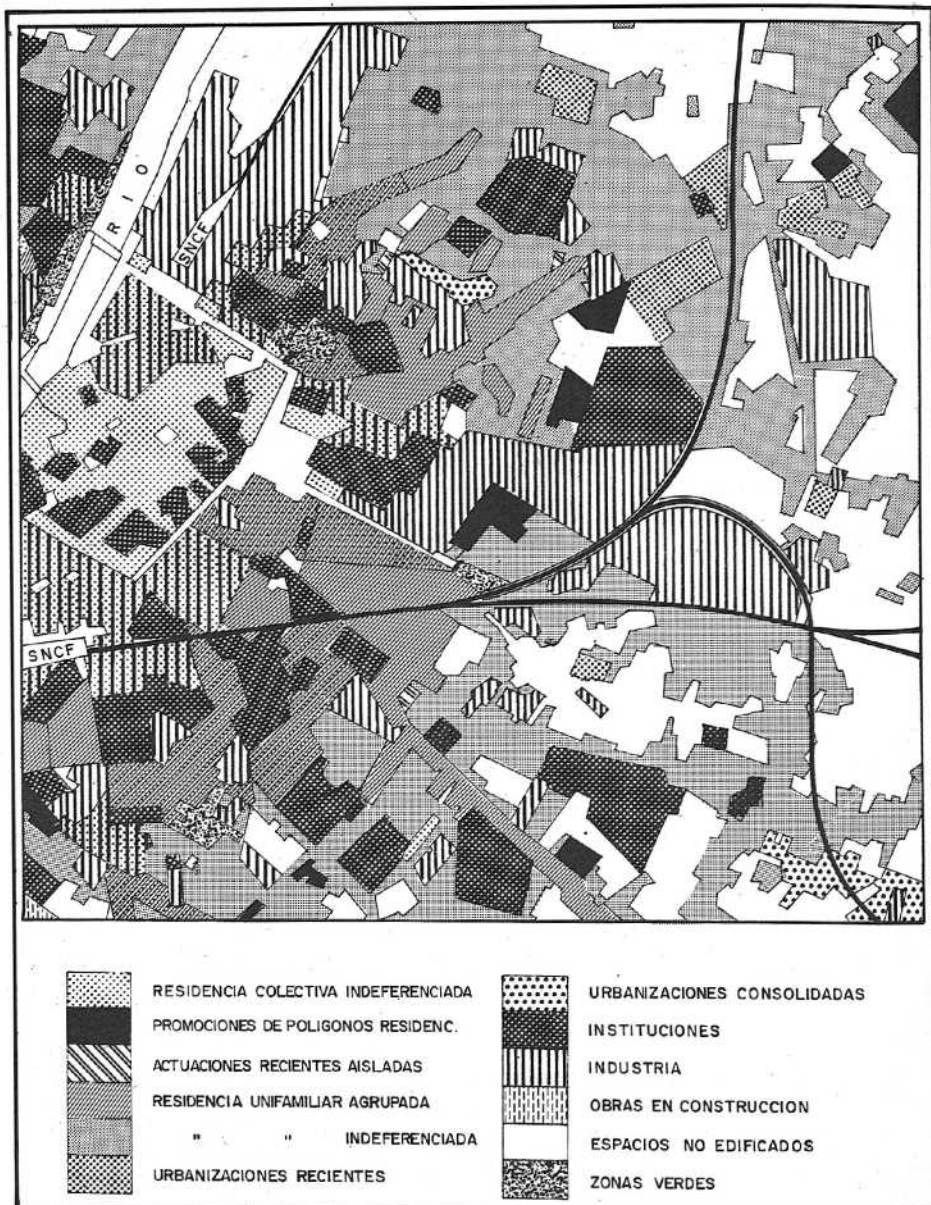 RIO
SNCF
SNCF
RESIDENCIA COLECTIVA INDEFERENCIADA
PROMOCIONES DE POLIGONOS RESIDENC.
ACTUACIONES RECIENTES AISLADAS
RESIDENCIA UNIFAMILIAR AGRUPADA
" " INDEFERENCIADA
URBANIZACIONES RECIENTES
URBANIZACIONES CONSOLIDADAS
INSTITUCIONES
INDUSTRIA
OBRAS EN CONSTRUCCION
ESPACIOS NO EDIFICADOS
ZONAS VERDES